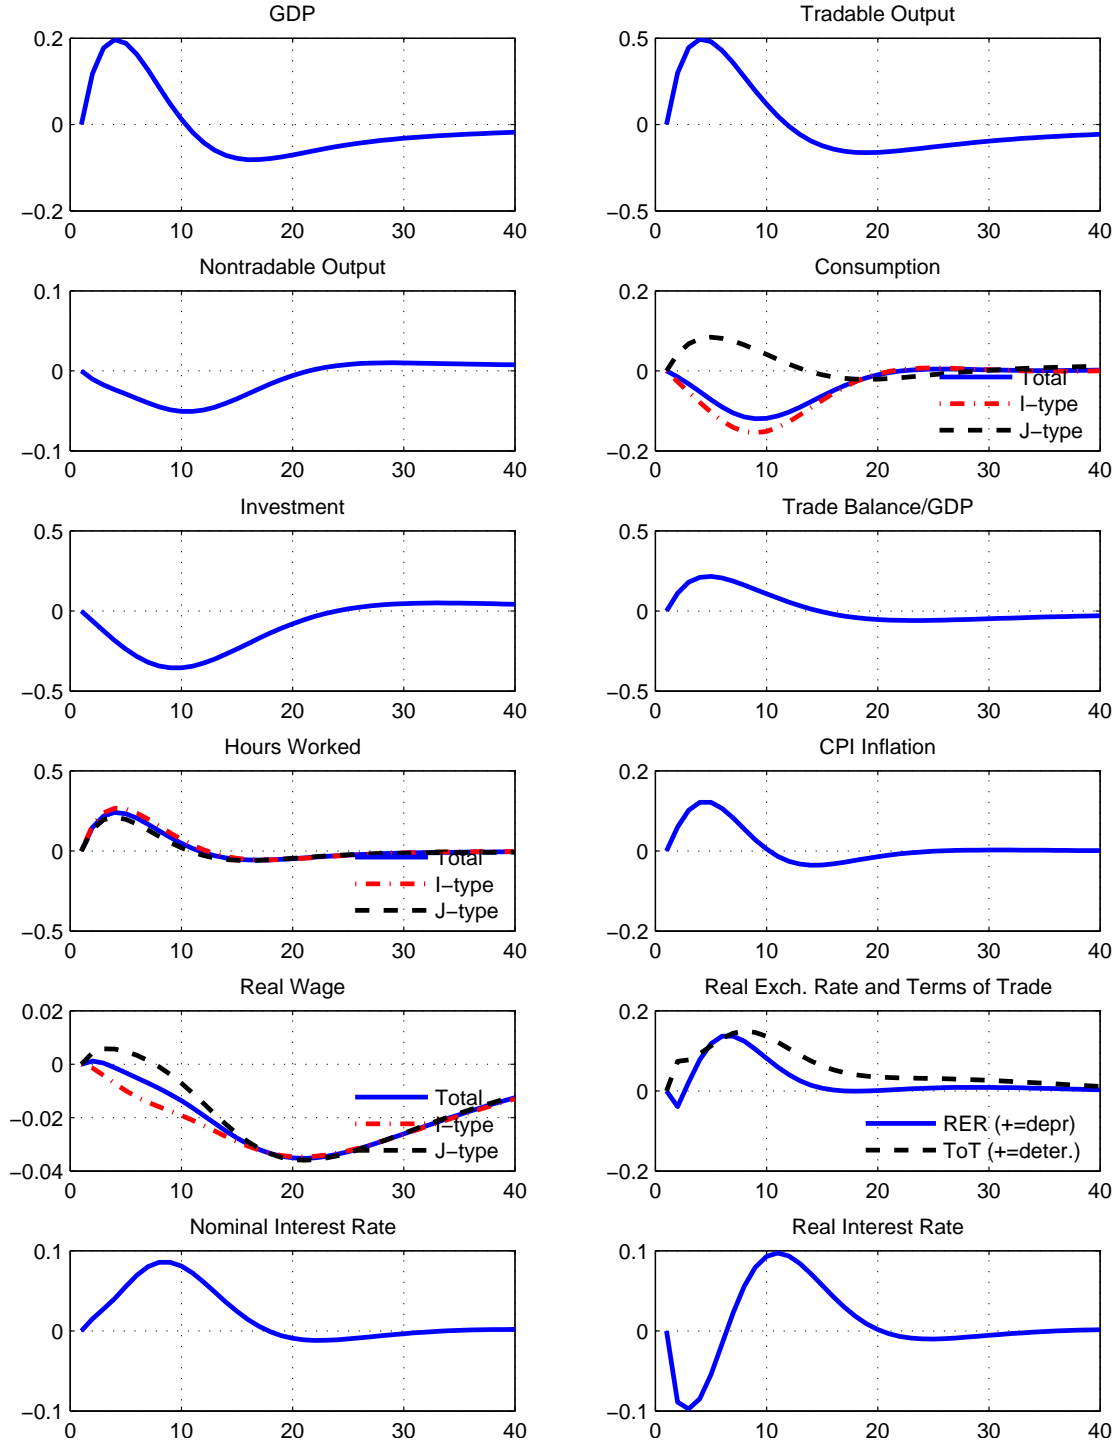 GDP
0.2
0
−0.2
0 10 20 30 40
Tradable Output
0.5
0
−0.5
0 10 20 30 40
Nontradable Output
0.1
0
−0.1
0 10 20 30 40
Consumption
0.2
0
−0.2
0 10 20 30 40
Total
I−type
J−type
Investment
0.5
0
−0.5
0 10 20 30 40
Trade Balance/GDP
0.5
0
−0.5
0 10 20 30 40
Hours Worked
0.5
0
−0.5
0 10 20 30 40
Total
I−type
J−type
CPI Inflation
0.2
0
−0.2
0 10 20 30 40
Real Wage
0.02
0
−0.02
−0.04
0 10 20 30 40
Total
I−type
J−type
Real Exch. Rate and Terms of Trade
0.2
0
−0.2
0 10 20 30 40
RER (+=depr)
ToT (+=deter.)
Nominal Interest Rate
0.1
0
−0.1
0 10 20 30 40
Real Interest Rate
0.1
0
−0.1
0 10 20 30 40